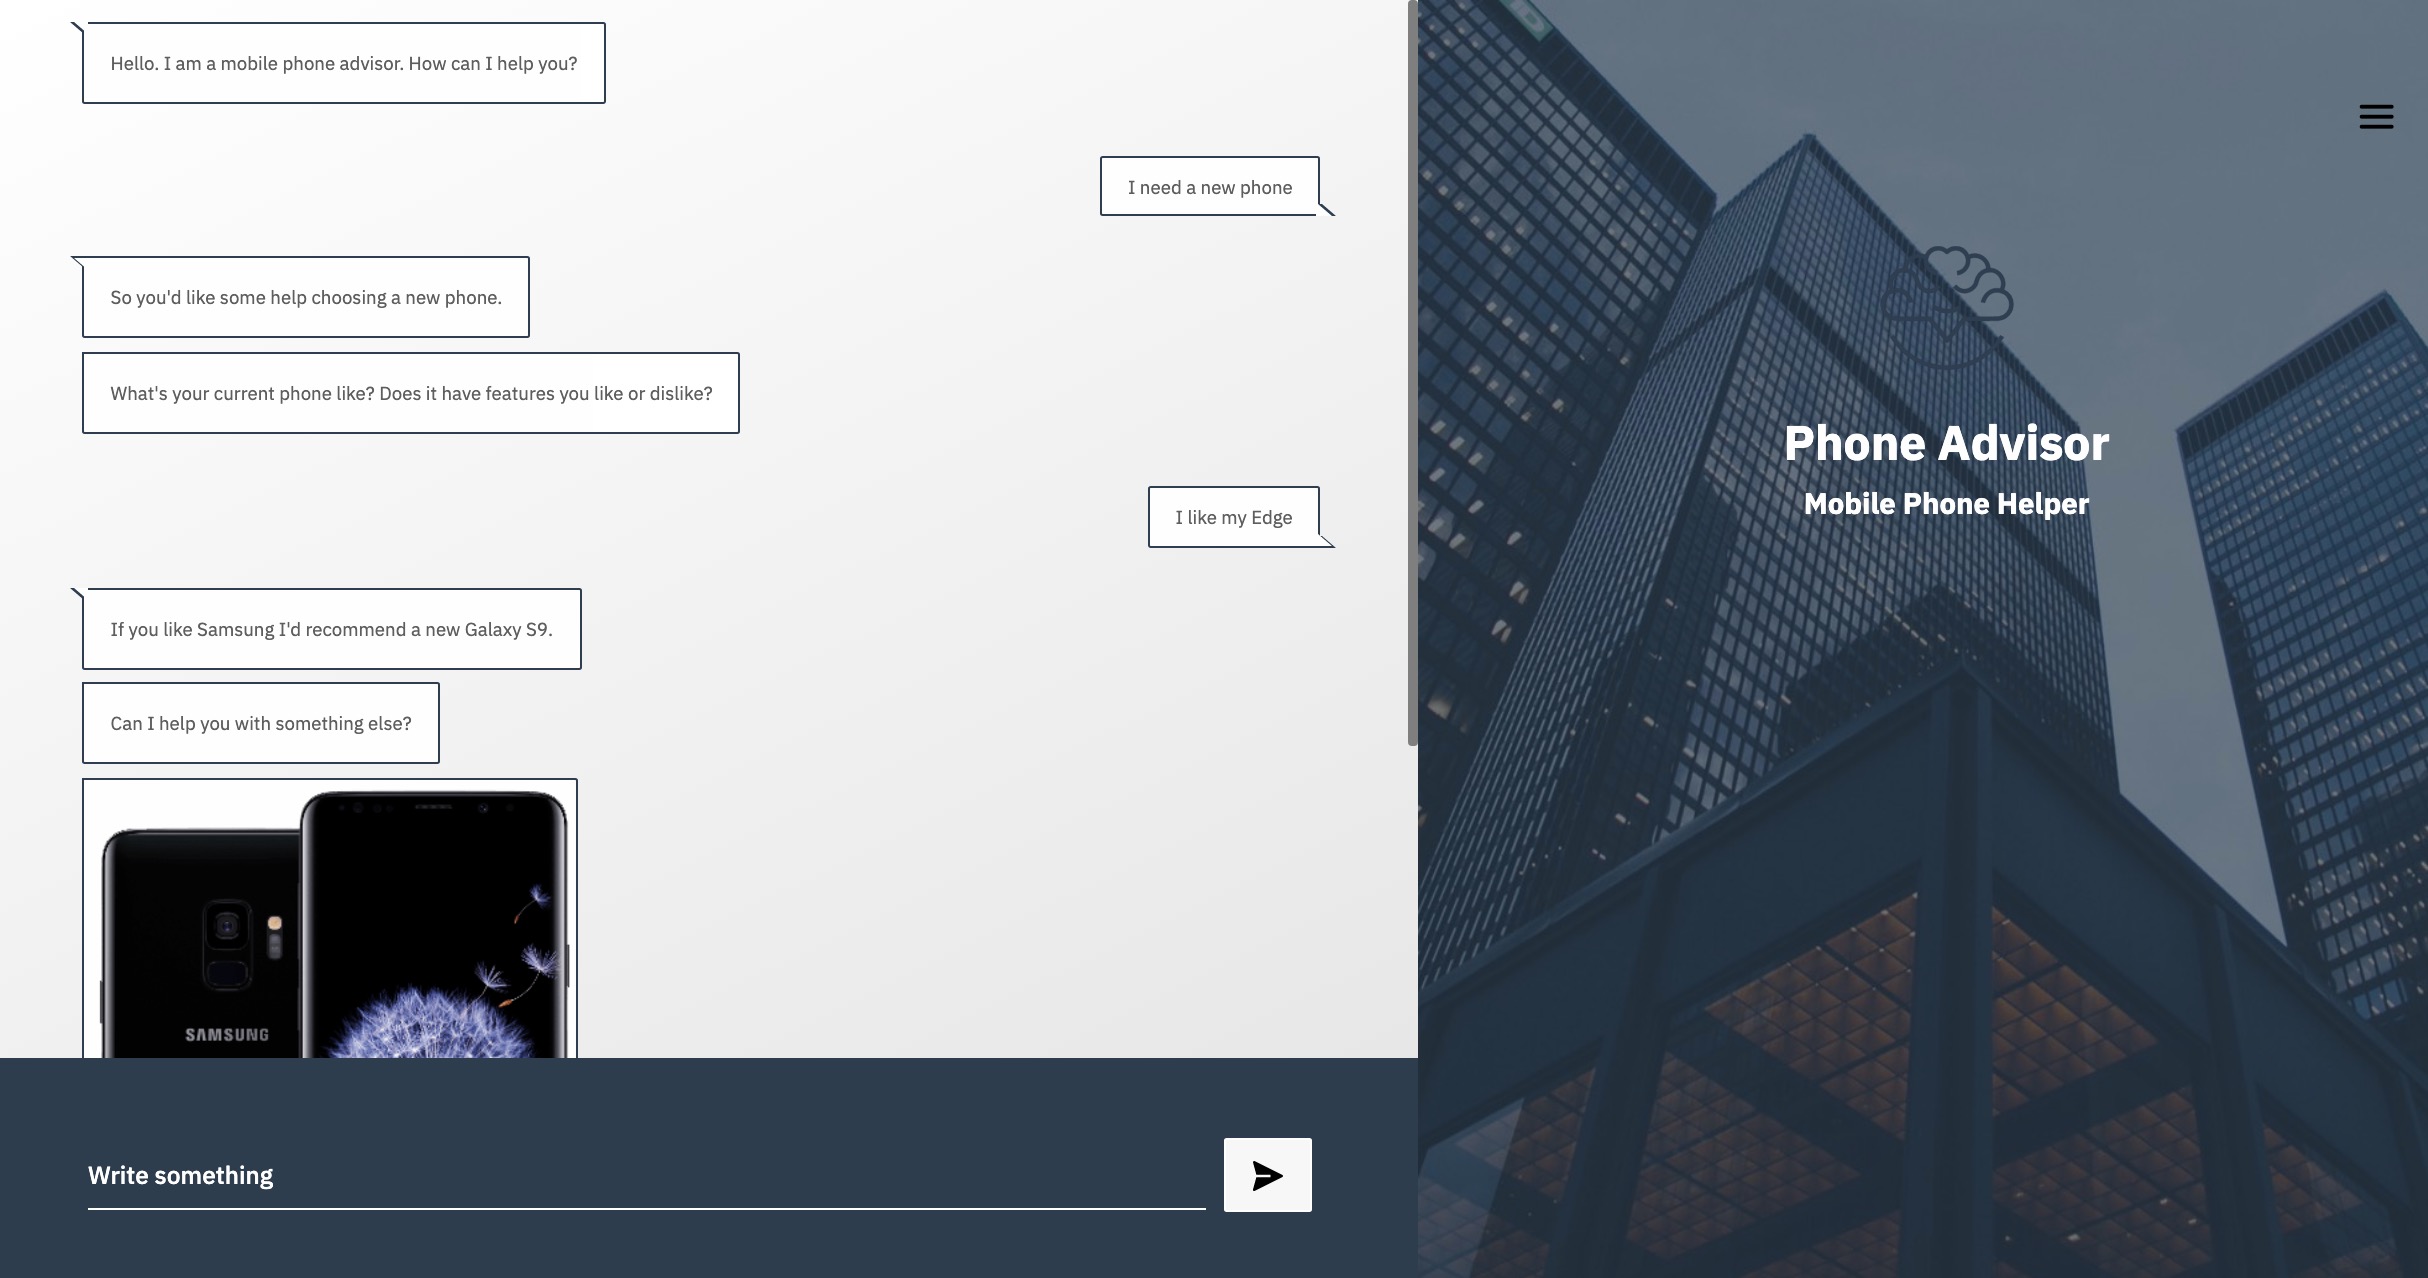 Hello. I am a mobile phone advisor. How can I help you?
I need a new phone
So you'd like some help choosing a new phone.
What's your current phone like? Does it have features you like or dislike?
I like my Edge
If you like Samsung I'd recommend a new Galaxy S9.
Can I help you with something else?
SAMSUNG
Write something
Phone Advisor
Mobile Phone Helper